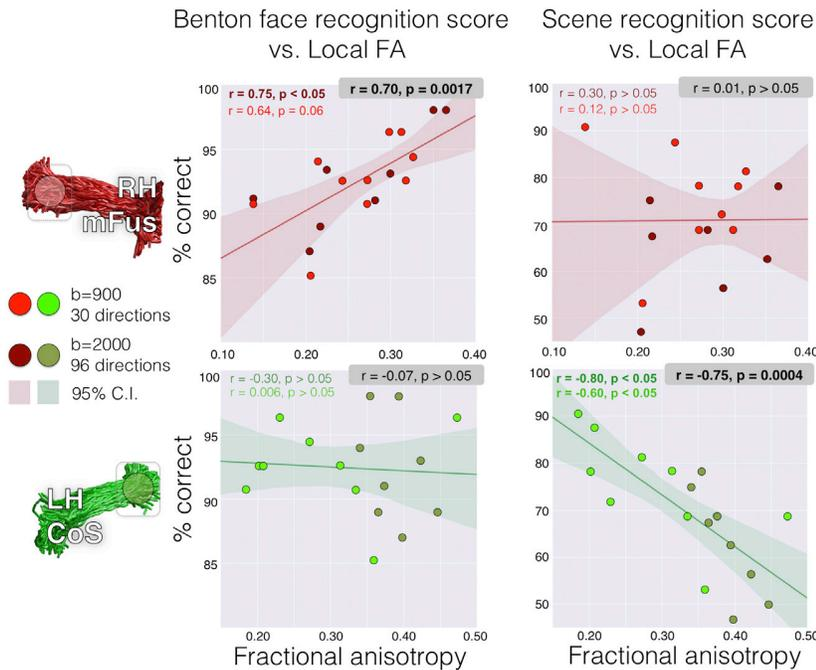 Benton face recognition score
vs. Local FA
Scene recognition score
vs. Local FA
r = 0.75, p < 0.05
r = 0.64, p = 0.06
r = 0.70, p = 0.0017
100
95
90
85
% correct
0.10
0.20
0.30
0.40
r = 0.30, p > 0.05
r = 0.12, p > 0.05
r = 0.01, p > 0.05
100
90
80
70
60
50
0.10
0.20
0.30
0.40
RH
mFus
b=900
30 directions
b=2000
96 directions
95% C.I.
LH
CoS
r = -0.30, p > 0.05
r = 0.006, p > 0.05
r = -0.07, p > 0.05
100
95
90
85
% correct
0.20
0.30
0.40
0.50
Fractional anisotropy
r = -0.80, p < 0.05
r = -0.60, p < 0.05
r = -0.75, p = 0.0004
100
90
80
70
60
50
0.20
0.30
0.40
0.50
Fractional anisotropy